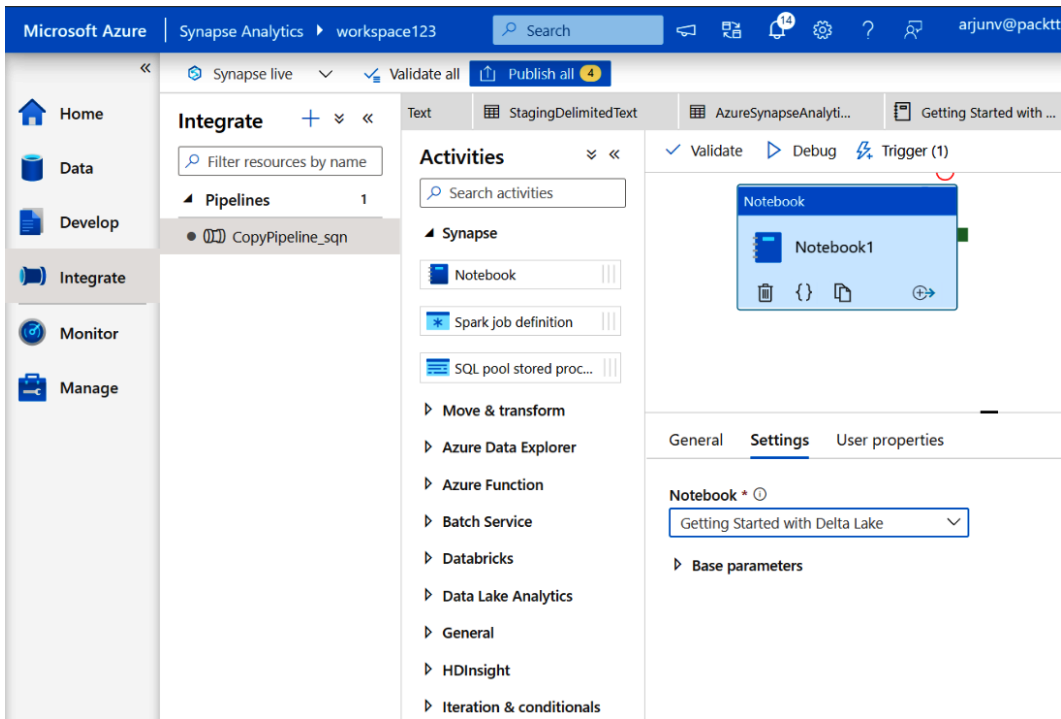 Microsoft Azure
Synapse Analytics
workspace123
Search
14
arjunv@packtt
Synapse live
Validate all
Publish all
4
Home
Data
Develop
Integrate
Monitor
Manage
Integrate
Filter resources by name
Pipelines
1
CopyPipeline_sqn
Text
StagingDelimitedText
AzureSynapseAnalyti...
Getting Started with ...
Activities
Search activities
Synapse
Notebook
Spark job definition
SQL pool stored proc...
Move & transform
Azure Data Explorer
Azure Function
Batch Service
Databricks
Data Lake Analytics
General
HDInsight
Iteration & conditionals
Validate
Debug
Trigger (1)
Notebook
Notebook1
General
Settings
User properties
Notebook *
Getting Started with Delta Lake
Base parameters